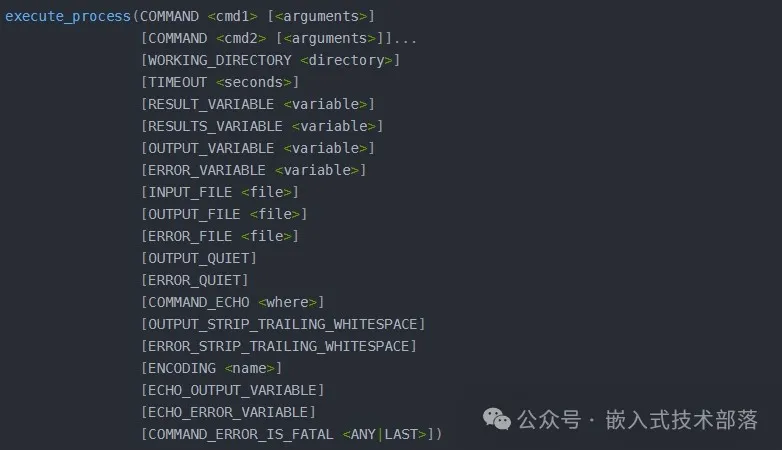 execute_process(COMMAND <cmd1> [<arguments>]
[COMMAND <cmd2> [<arguments>]]...
[WORKING_DIRECTORY <directory>]
[TIMEOUT <seconds>]
[RESULT_VARIABLE <variable>]
[RESULTS_VARIABLE <variable>]
[OUTPUT_VARIABLE <variable>]
[ERROR_VARIABLE <variable>]
[INPUT_FILE <file>]
[OUTPUT_FILE <file>]
[ERROR_FILE <file>]
[OUTPUT_QUIET]
[ERROR_QUIET]
[COMMAND_ECHO <where>]
[OUTPUT_STRIP_TRAILING_WHITESPACE]
[ERROR_STRIP_TRAILING_WHITESPACE]
[ENCODING <name>]
[ECHO_OUTPUT_VARIABLE]
[ECHO_ERROR_VARIABLE]
[COMMAND_ERROR_IS_FATAL <ANY|LAST>])
公众号 · 嵌入式技术部落